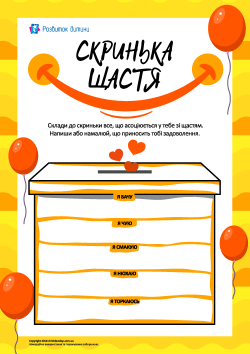 Розвиток дитини
СКРИНЬКА
ЩАСТЯ
Склади до скриньки все, що асоціюється у тебе зі щастям.
Напиши або намалюй, що приносить тобі задоволення.
Я БАЧУ
Я ЧУЮ
Я СМАКУЮ
Я НЮХАЮ
Я ТОРКАЮСЬ